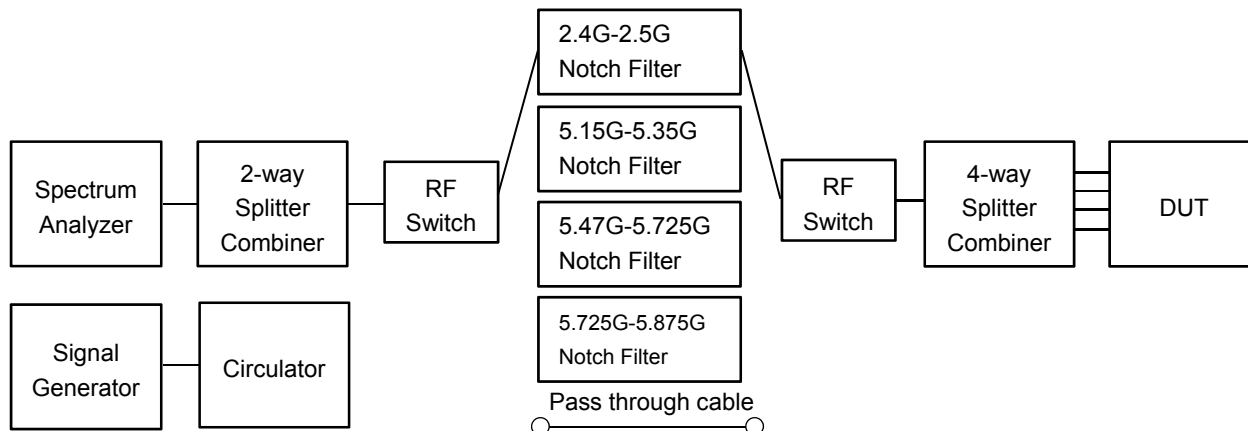 2.4G-2.5G
Notch Filter
5.15G-5.35G
Notch Filter
5.47G-5.725G
Notch Filter
5.725G-5.875G
Notch Filter
Pass through cable
Spectrum
Analyzer
2-way
Splitter
Combiner
RF
Switch
RF
Switch
4-way
Splitter
Combiner
DUT
Signal
Generator
Circulator